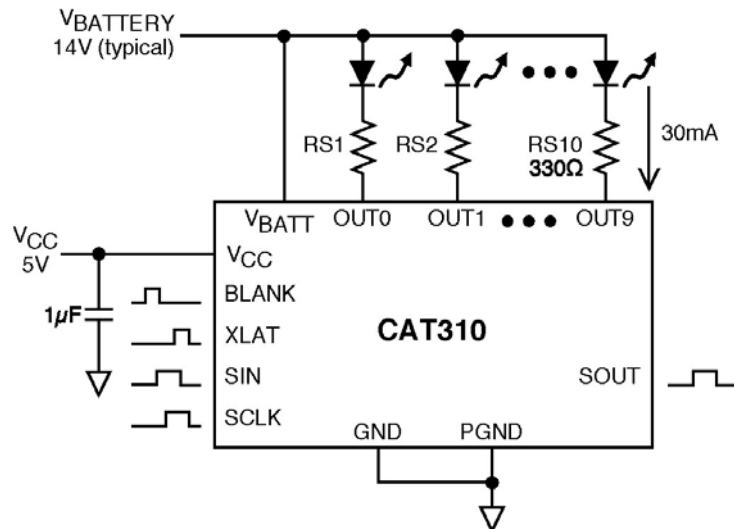 VBATTERY
14V (typical)
RS1
RS2
RS10
330Ω
30mA
VBATT
OUT0
OUT1
OUT9
VCC
5V
VCC
1µF
BLANK
XLAT
SIN
SCLK
CAT310
SOUT
GND
PGND